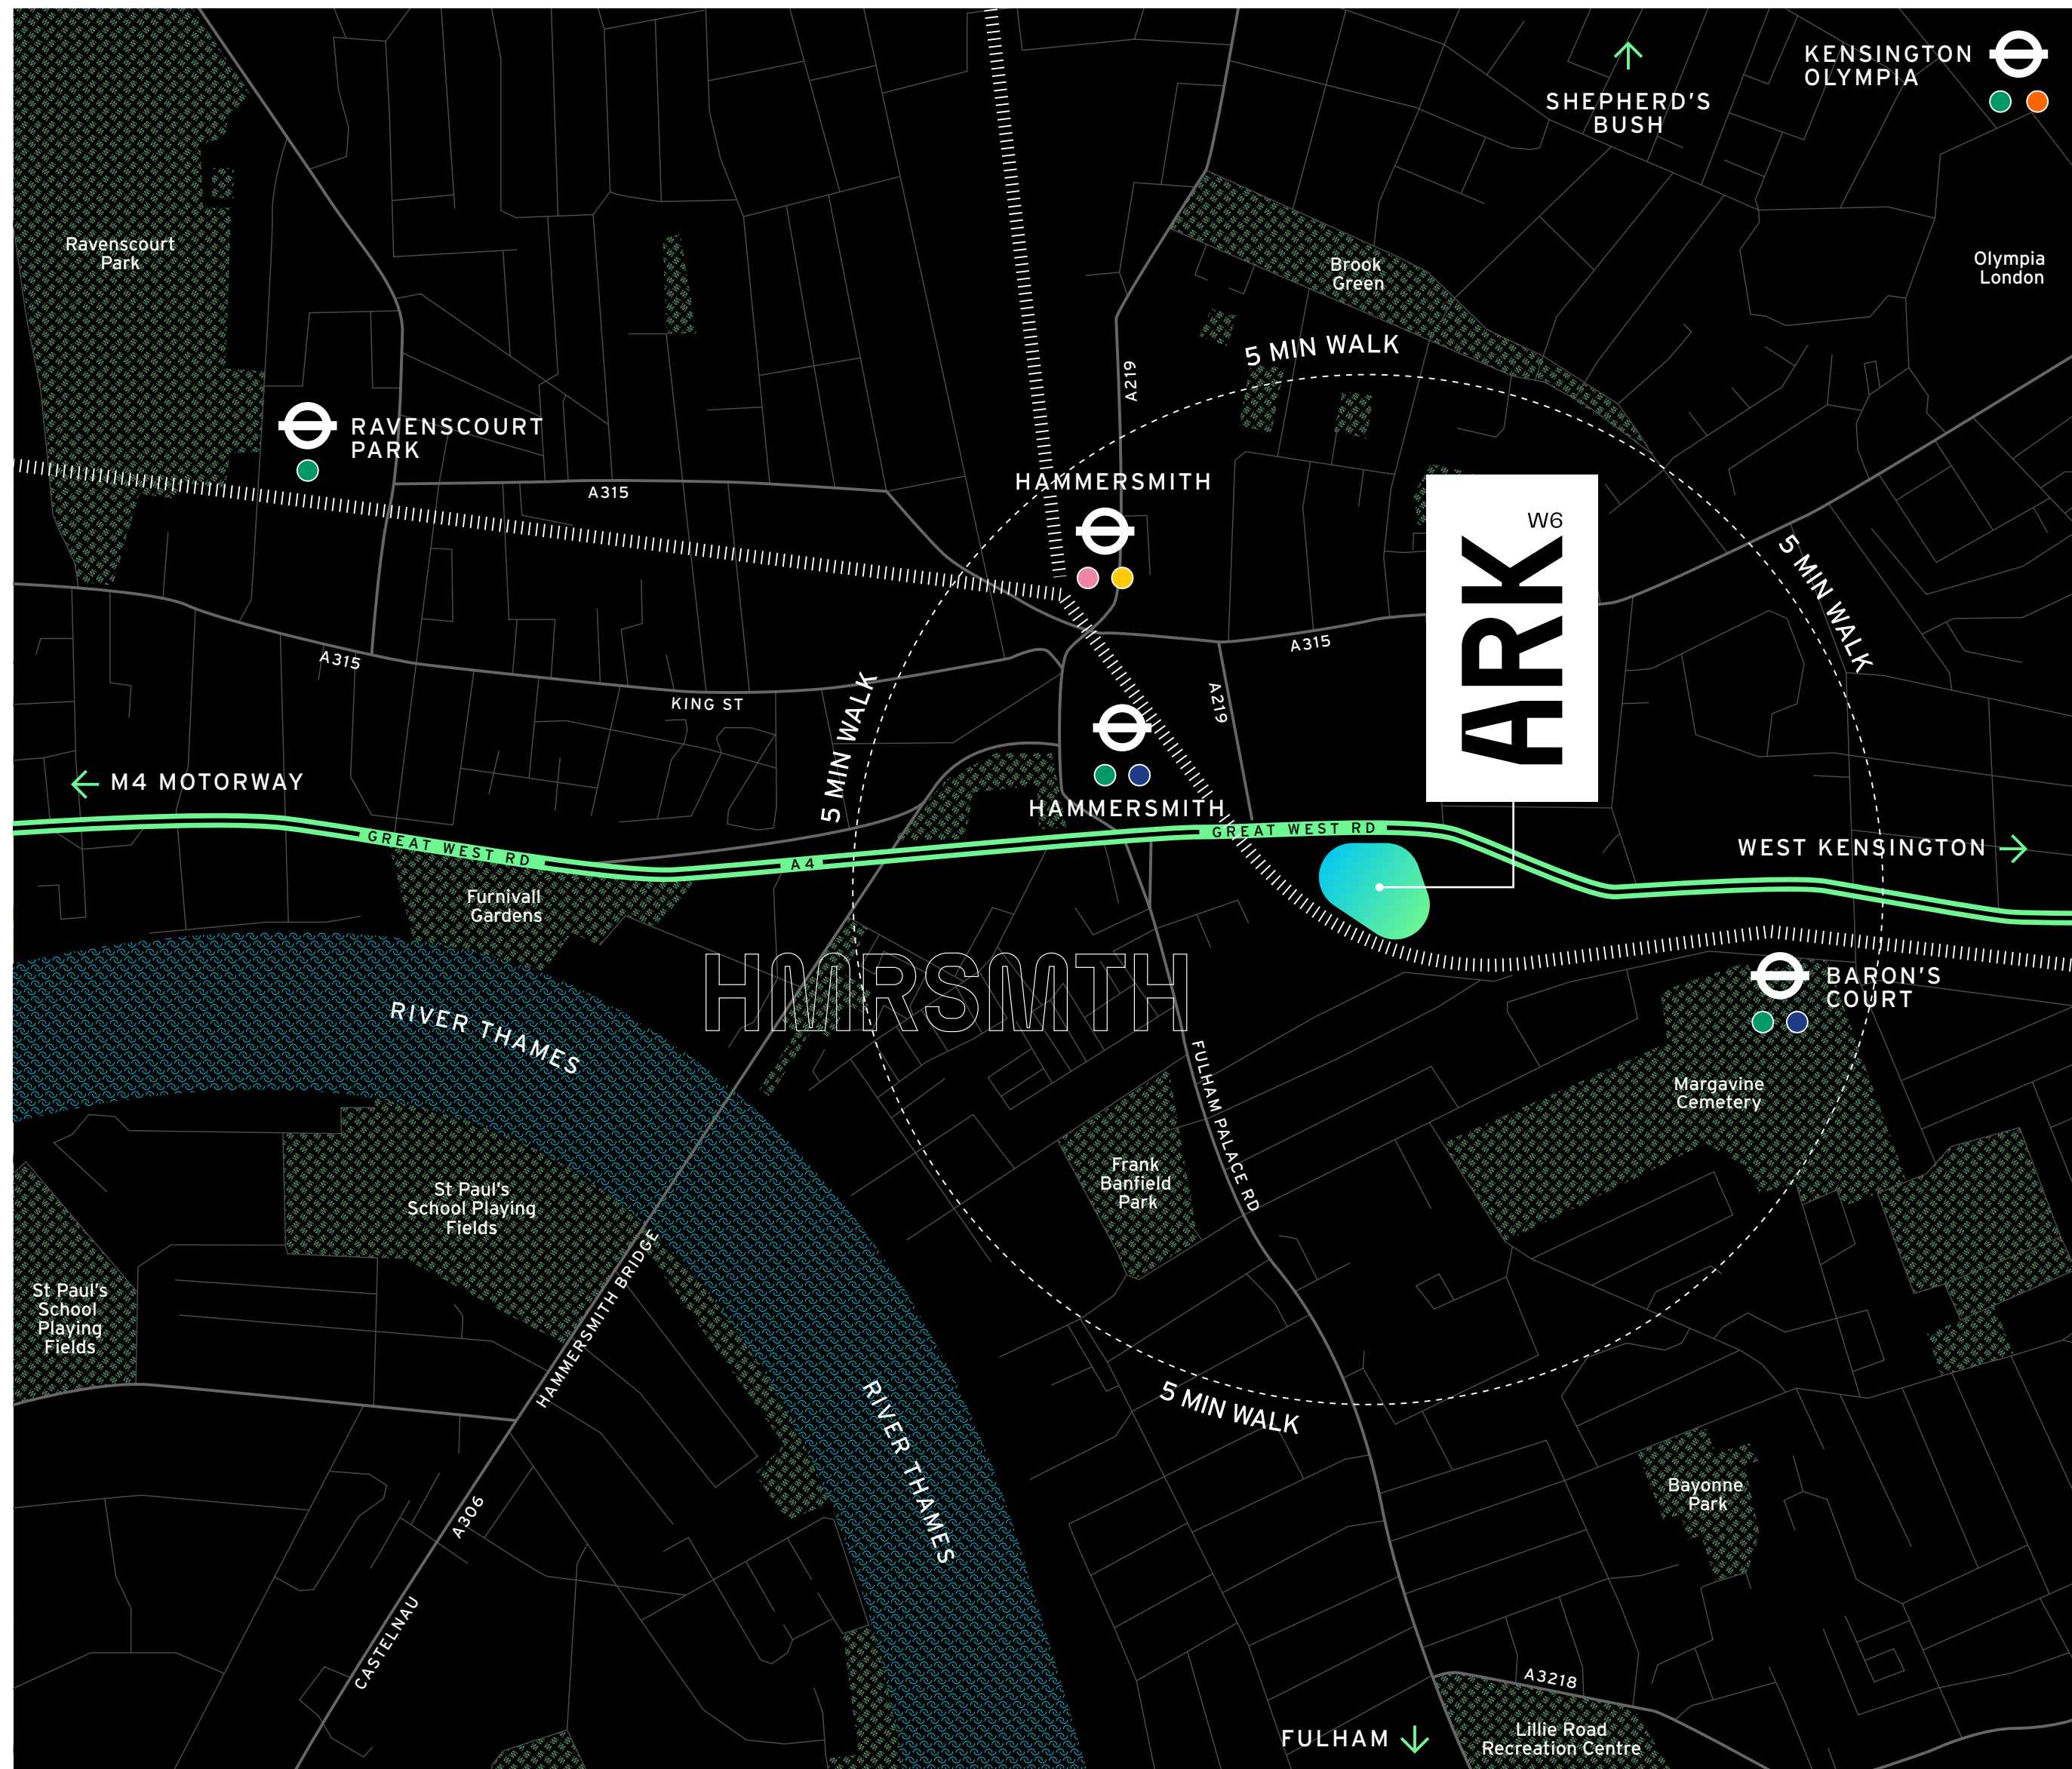 KENSINGTON
OLYMPIA
SHEPHERD'S
BUSH
Ravenscourt
Park
Brook
Green
Olympia
London
5 MIN WALK
A219
RAVENSCOURT
PARK
HAMMERSMITH
A315
W6
ARK
5 MIN WALK
A315
A315
KING ST
A219
5 MIN WALK
M4 MOTORWAY
HAMMERSMITH
GREAT WEST RD
GREAT WEST RD
A4
WEST KENSINGTON
Furnivall
Gardens
HMRSMTH
BARON'S
COURT
RIVER THAMES
FULHAM PALACE RD
Margavine
Cemetery
Frank
Banfield
Park
St Paul's
School Playing
Fields
St Paul's
School
Playing
Fields
HAMMERSMITH BRIDGE
5 MIN WALK
RIVER THAMES
Bayonne
Park
A306
CASTELNAU
A3218
FULHAM
Lillie Road
Recreation Centre